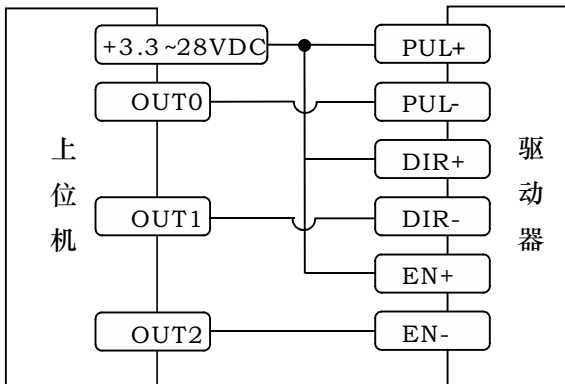 +3.3~28VDC
OUT0
OUT1
OUT2
上位机
PUL+
PUL-
DIR+
DIR-
EN+
EN-
驱动器